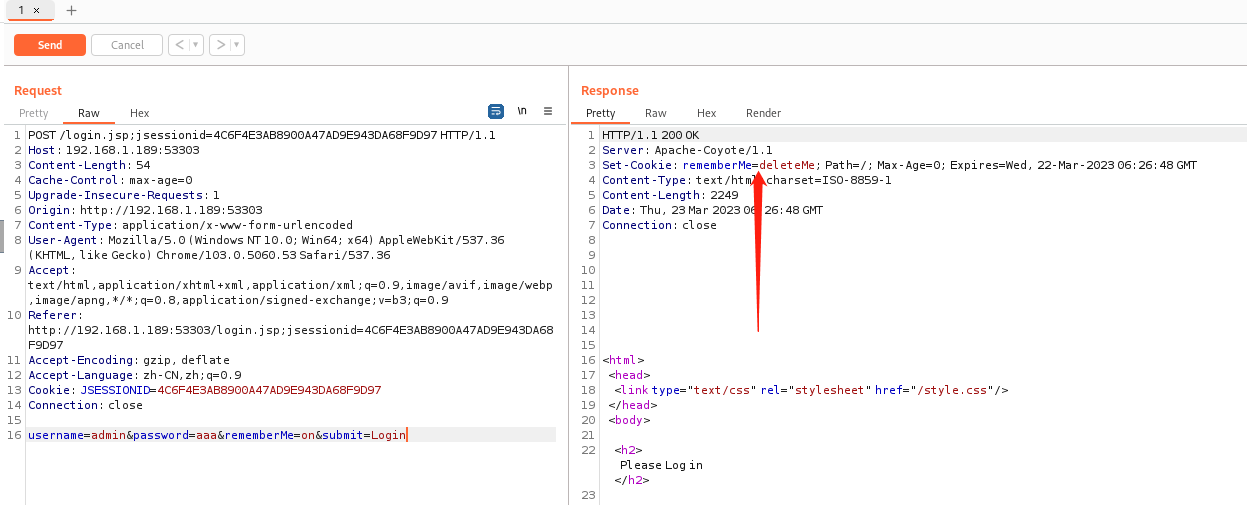 1 × +
Send Cancel < ▾ > ▾
Request
Pretty Raw Hex \n
1 POST /login.jsp;jsessionid=4C6F4E3AB8900A47AD9E943DA68F9D97 HTTP/1.1
2 Host: 192.168.1.189:53303
3 Content-Length: 54
4 Cache-Control: max-age=0
5 Upgrade-Insecure-Requests: 1
6 Origin: http://192.168.1.189:53303
7 Content-Type: application/x-www-form-urlencoded
8 User-Agent: Mozilla/5.0 (Windows NT 10.0; Win64; x64) AppleWebKit/537.36
(KHTML, like Gecko) Chrome/103.0.5060.53 Safari/537.36
9 Accept:
text/html,application/xhtml+xml,application/xml;q=0.9,image/avif,image/webp
,image/apng,*/*;q=0.8,application/signed-exchange;v=b3;q=0.9
10 Referer:
http://192.168.1.189:53303/login.jsp;jsessionid=4C6F4E3AB8900A47AD9E943DA68
F9D97
11 Accept-Encoding: gzip, deflate
12 Accept-Language: zh-CN,zh;q=0.9
13 Cookie: JSESSIONID=4C6F4E3AB8900A47AD9E943DA68F9D97
14 Connection: close
15
16 username=admin&password=aaa&rememberMe=on&submit=Login
Response
Pretty Raw Hex Render
1 HTTP/1.1 200 OK
2 Server: Apache-Coyote/1.1
3 Set-Cookie: rememberMe=deleteMe; Path=/; Max-Age=0; Expires=Wed, 22-Mar-2023 06:26:48 GMT
4 Content-Type: text/html charset=ISO-8859-1
5 Content-Length: 2249
6 Date: Thu, 23 Mar 2023 06:26:48 GMT
7 Connection: close
8
9
10
11
12
13
14
15
16 <html>
17 <head>
18 <link type="text/css" rel="stylesheet" href="/style.css"/>
19 </head>
20 <body>
21
22 <h2>
Please Log in
</h2>
23